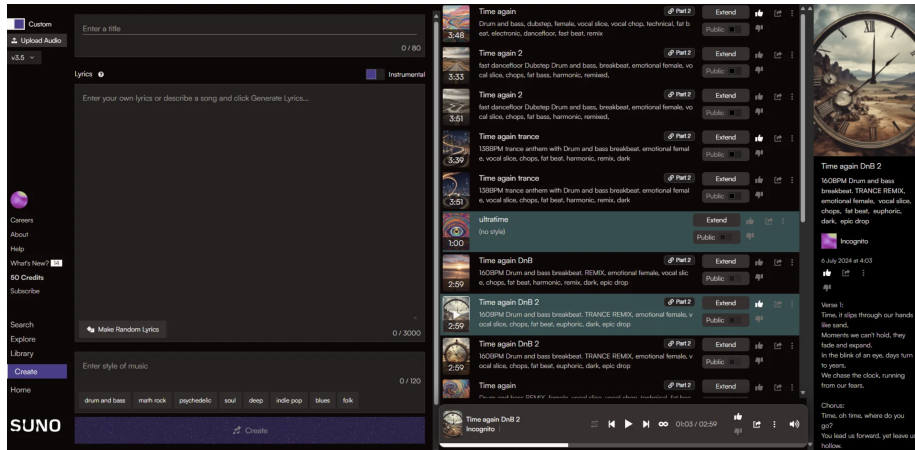 Custom
Upload Audio
v3.5
Careers
About
Help
What's New? 14
50 Credits
Subscribe
Search
Explore
Library
Create
Home
SUNO
Enter a title
0 / 80
Lyrics
Instrumental
Enter your own lyrics or describe a song and click Generate Lyrics...
Make Random Lyrics
0 / 3000
Enter style of music
0 / 120
drum and bass math rock psychedelic soul deep indie pop blues folk
Create
Time again Part 2 Extend
Drum and bass, dubstep, female, vocal slice, vocal chop, technical, fat b
eat, electronic, dancefloor, fast beat, remix
Public
3:48
Time again 2 Part 2 Extend
fast dancefloor Dubstep Drum and bass, breakbeat, emotional female, vo
cal slice, chops, fat bass, harmonic, remixed,
Public
3:33
Time again 2 Part 2 Extend
fast dancefloor Dubstep Drum and bass, breakbeat, emotional female, vo
cal slice, chops, fat bass, harmonic, remixed,
Public
3:51
Time again trance Part 2 Extend
138BPM trance anthem with Drum and bass breakbeat. emotional femal
e, vocal slice, chops, fat beat, harmonic, remix, dark
Public
3:39
Time again trance Part 2 Extend
138BPM trance anthem with Drum and bass breakbeat. emotional femal
e, vocal slice, chops, fat beat, harmonic, remix, dark
Public
3:51
ultratime Extend
(no style)
Public
1:00
Time again DnB Part 2 Extend
160BPM Drum and bass breakbeat. REMIX, emotional female, vocal slic
e, chops, fat beat, harmonic, remix, dark, epic drop
Public
2:59
Time again DnB 2 Part 2 Extend
160BPM Drum and bass breakbeat. TRANCE REMIX, emotional female, v
ocal slice, chops, fat beat, euphoric, dark, epic drop
Public
2:59
Time again DnB 2 Part 2 Extend
160BPM Drum and bass breakbeat. TRANCE REMIX, emotional female, v
ocal slice, chops, fat beat, euphoric, dark, epic drop
Public
2:59
Time again Part 2 Extend
Time again DnB 2
Incognito
01:03 / 02:59
Time again DnB 2
160BPM Drum and bass
breakbeat. TRANCE REMIX,
emotional female, vocal slice,
chops, fat beat, euphoric,
dark, epic drop
Incognito
6 July 2024 at 4:03
Verse 1:
Time, it slips through our hands
like sand,
Moments we can't hold, they
fade and expand.
In the blink of an eye, days turn
to years.
We chase the clock, running
from our fears.
Chorus:
Time, oh time, where do you
go?
You lead us forward, yet leave us
hollow.